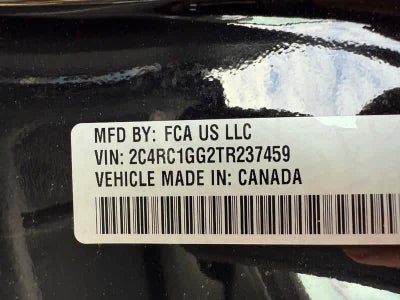 MFD BY: FCA US LLC
VIN: 2C4RC1GG2TR237459
VEHICLE MADE IN: CANADA